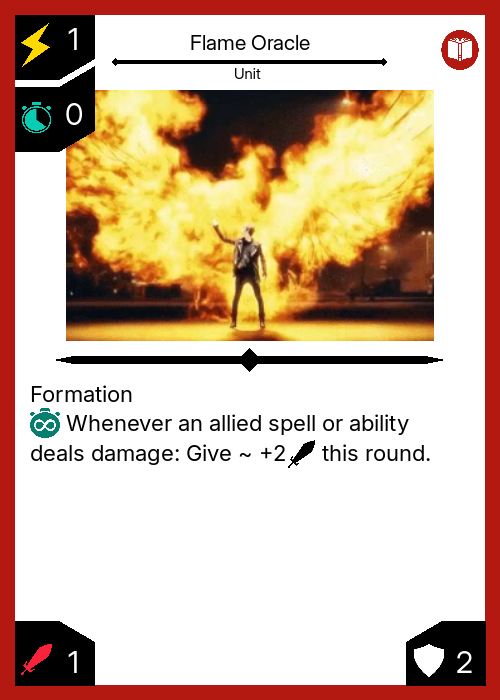 1
Flame Oracle
Unit
0
Formation
Whenever an allied spell or ability
deals damage: Give ~ +2 this round.
1
2